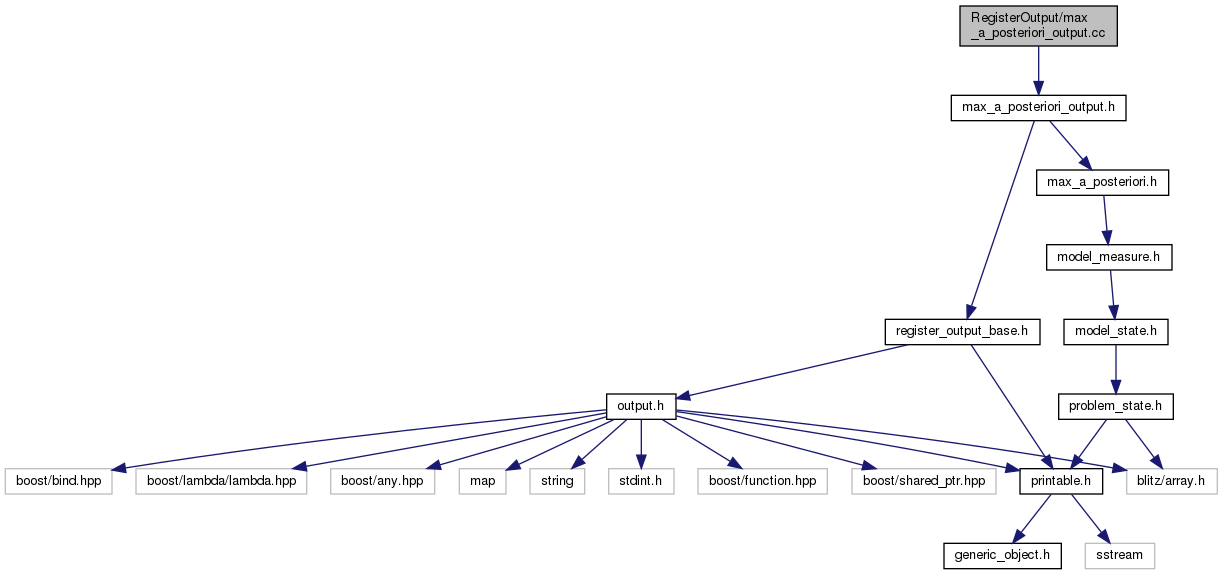 RegisterOutput/max
_a_posteriori_output.cc
max_a_posteriori_output.h
max_a_posteriori.h
model_measure.h
register_output_base.h
model_state.h
output.h
problem_state.h
boost/bind.hpp
boost/lambda/lambda.hpp
boost/any.hpp
map
string
stdint.h
boost/function.hpp
boost/shared_ptr.hpp
printable.h
blitz/array.h
generic_object.h
sstream